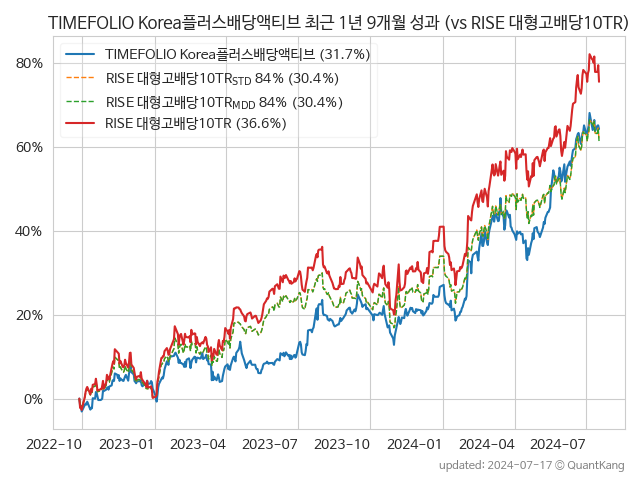 TIMEFOLIO Korea플러스배당액티브 최근 1년 9개월 성과 (vs RISE 대형고배당10TR)
TIMEFOLIO Korea플러스배당액티브 (31.7%)
RISE 대형고배당10TR_STD 84% (30.4%)
RISE 대형고배당10TR_MDD 84% (30.4%)
RISE 대형고배당10TR (36.6%)
80%
60%
40%
20%
0%
2022-10 2023-01 2023-04 2023-07 2023-10 2024-01 2024-04 2024-07
updated: 2024-07-17 © QuantKang